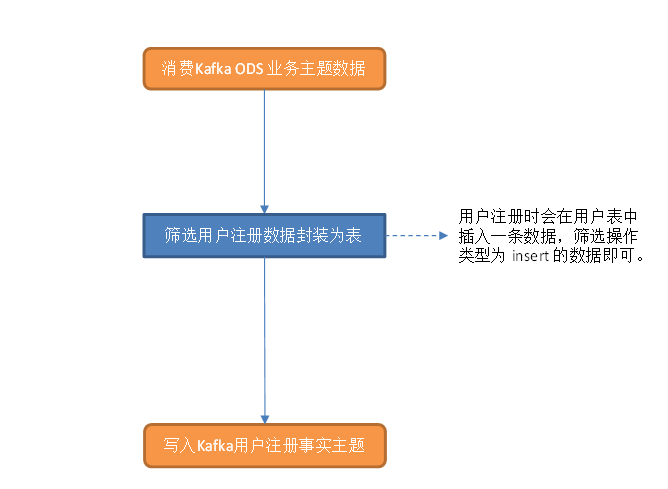 消费Kafka ODS 业务主题数据
筛选用户注册数据封装为表
用户注册时会在用户表中
插入一条数据，筛选操作
类型为 insert 的数据即可。
写入Kafka用户注册事实主题